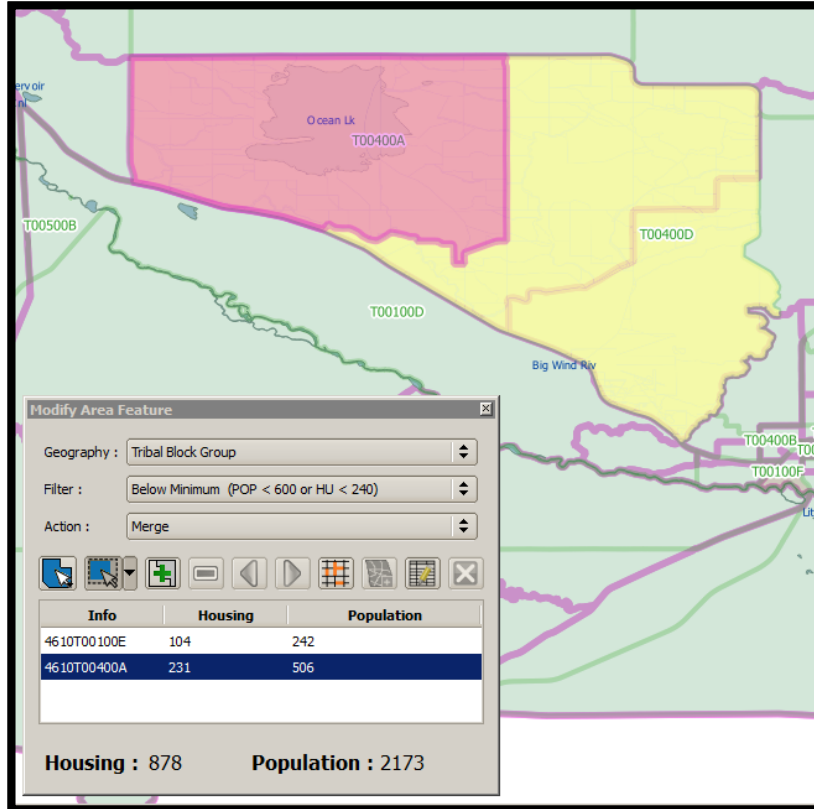 Ocean Lk
T00400A
ervoir
T00500B
T00400D
T00100D
Big Wind Riv
Modify Area Feature
Geography : Tribal Block Group
Filter : Below Minimum (POP < 600 or HU < 240)
Action : Merge
T00400B
T00100F
Info Housing Population
4610T00100E 104 242
4610T00400A 231 506
Housing : 878 Population : 2173